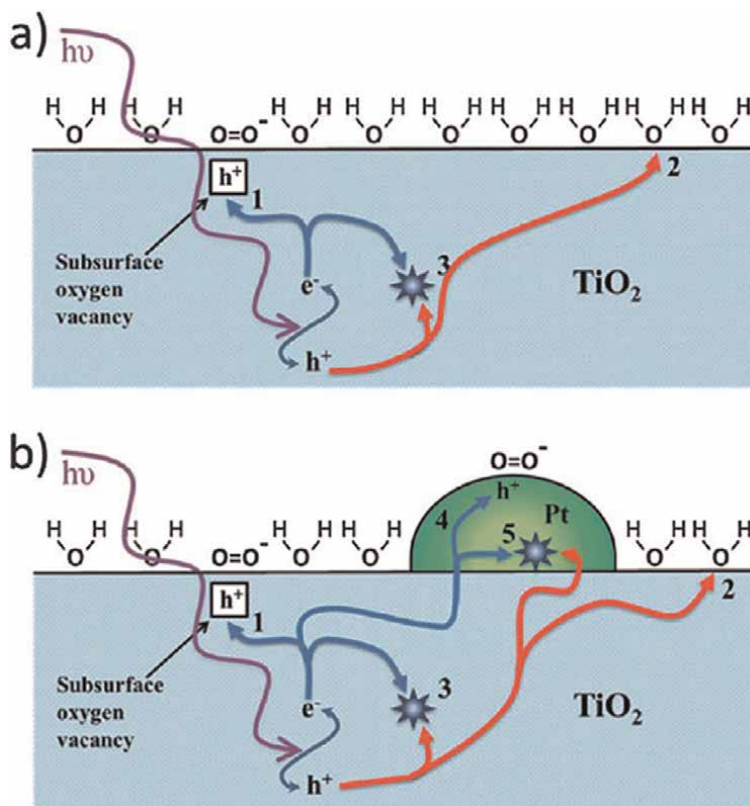 a)
hυ
H H H H H H H H H H H H H H
O O O=O⁻ O O O O O
h⁺
1
2
Subsurface
oxygen
vacancy
3
e⁻
TiO₂
h⁺
b)
hυ
O=O⁻
h⁺
4
Pt
H H H H H H H H H H H H
O O O=O⁻ O O O O
5
h⁺
1
2
Subsurface
oxygen
vacancy
3
e⁻
TiO₂
h⁺